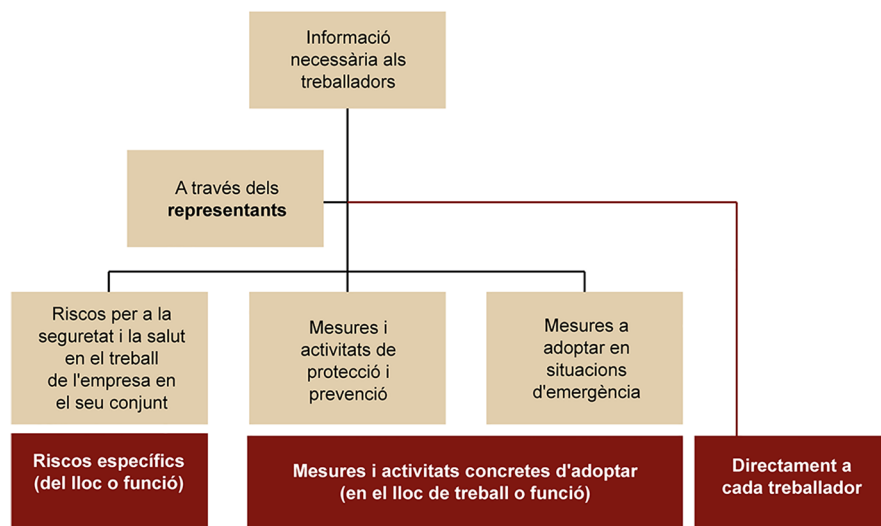 Informació
necessària als
treballadors
A través dels
representants
Riscos per a la
seguretat i la salut
en el treball
de l'empresa en
el seu conjunt
Mesures i
activitats de
protecció i
prevenció
Mesures a
adoptar en
situacions
d'emergència
Riscos específics
(del lloc o funció)
Mesures i activitats concretes d'adoptar
(en el lloc de treball o funció)
Directament a
cada treballador